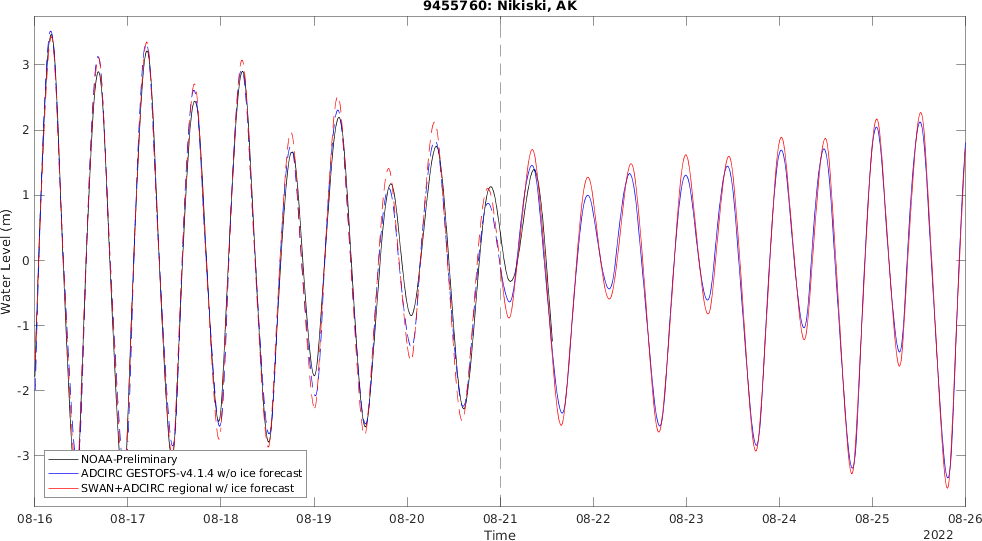 9455760: Nikiski, AK
Water Level (m)
3
2
1
0
-1
-2
-3
NOAA-Preliminary
ADCIRC GESTOFS-v4.1.4 w/o ice forecast
SWAN+ADCIRC regional w/ ice forecast
08-16 08-17 08-18 08-19 08-20 08-21 08-22 08-23 08-24 08-25 08-26
Time
2022